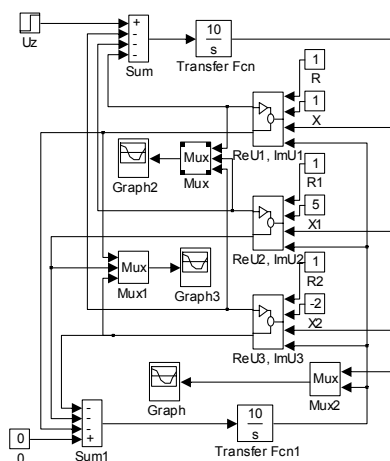 Uz
+
-
-
-
Sum
10
s
Transfer Fcn
1
R
1
X
ReU1, ImU1
Graph2
Mux
Mux
1
R1
5
X1
ReU2, ImU2
Mux
Mux1
Graph3
1
R2
-2
X2
ReU3, ImU3
Graph
Mux
Mux2
0
0
-
-
-
+
Sum1
10
s
Transfer Fcn1